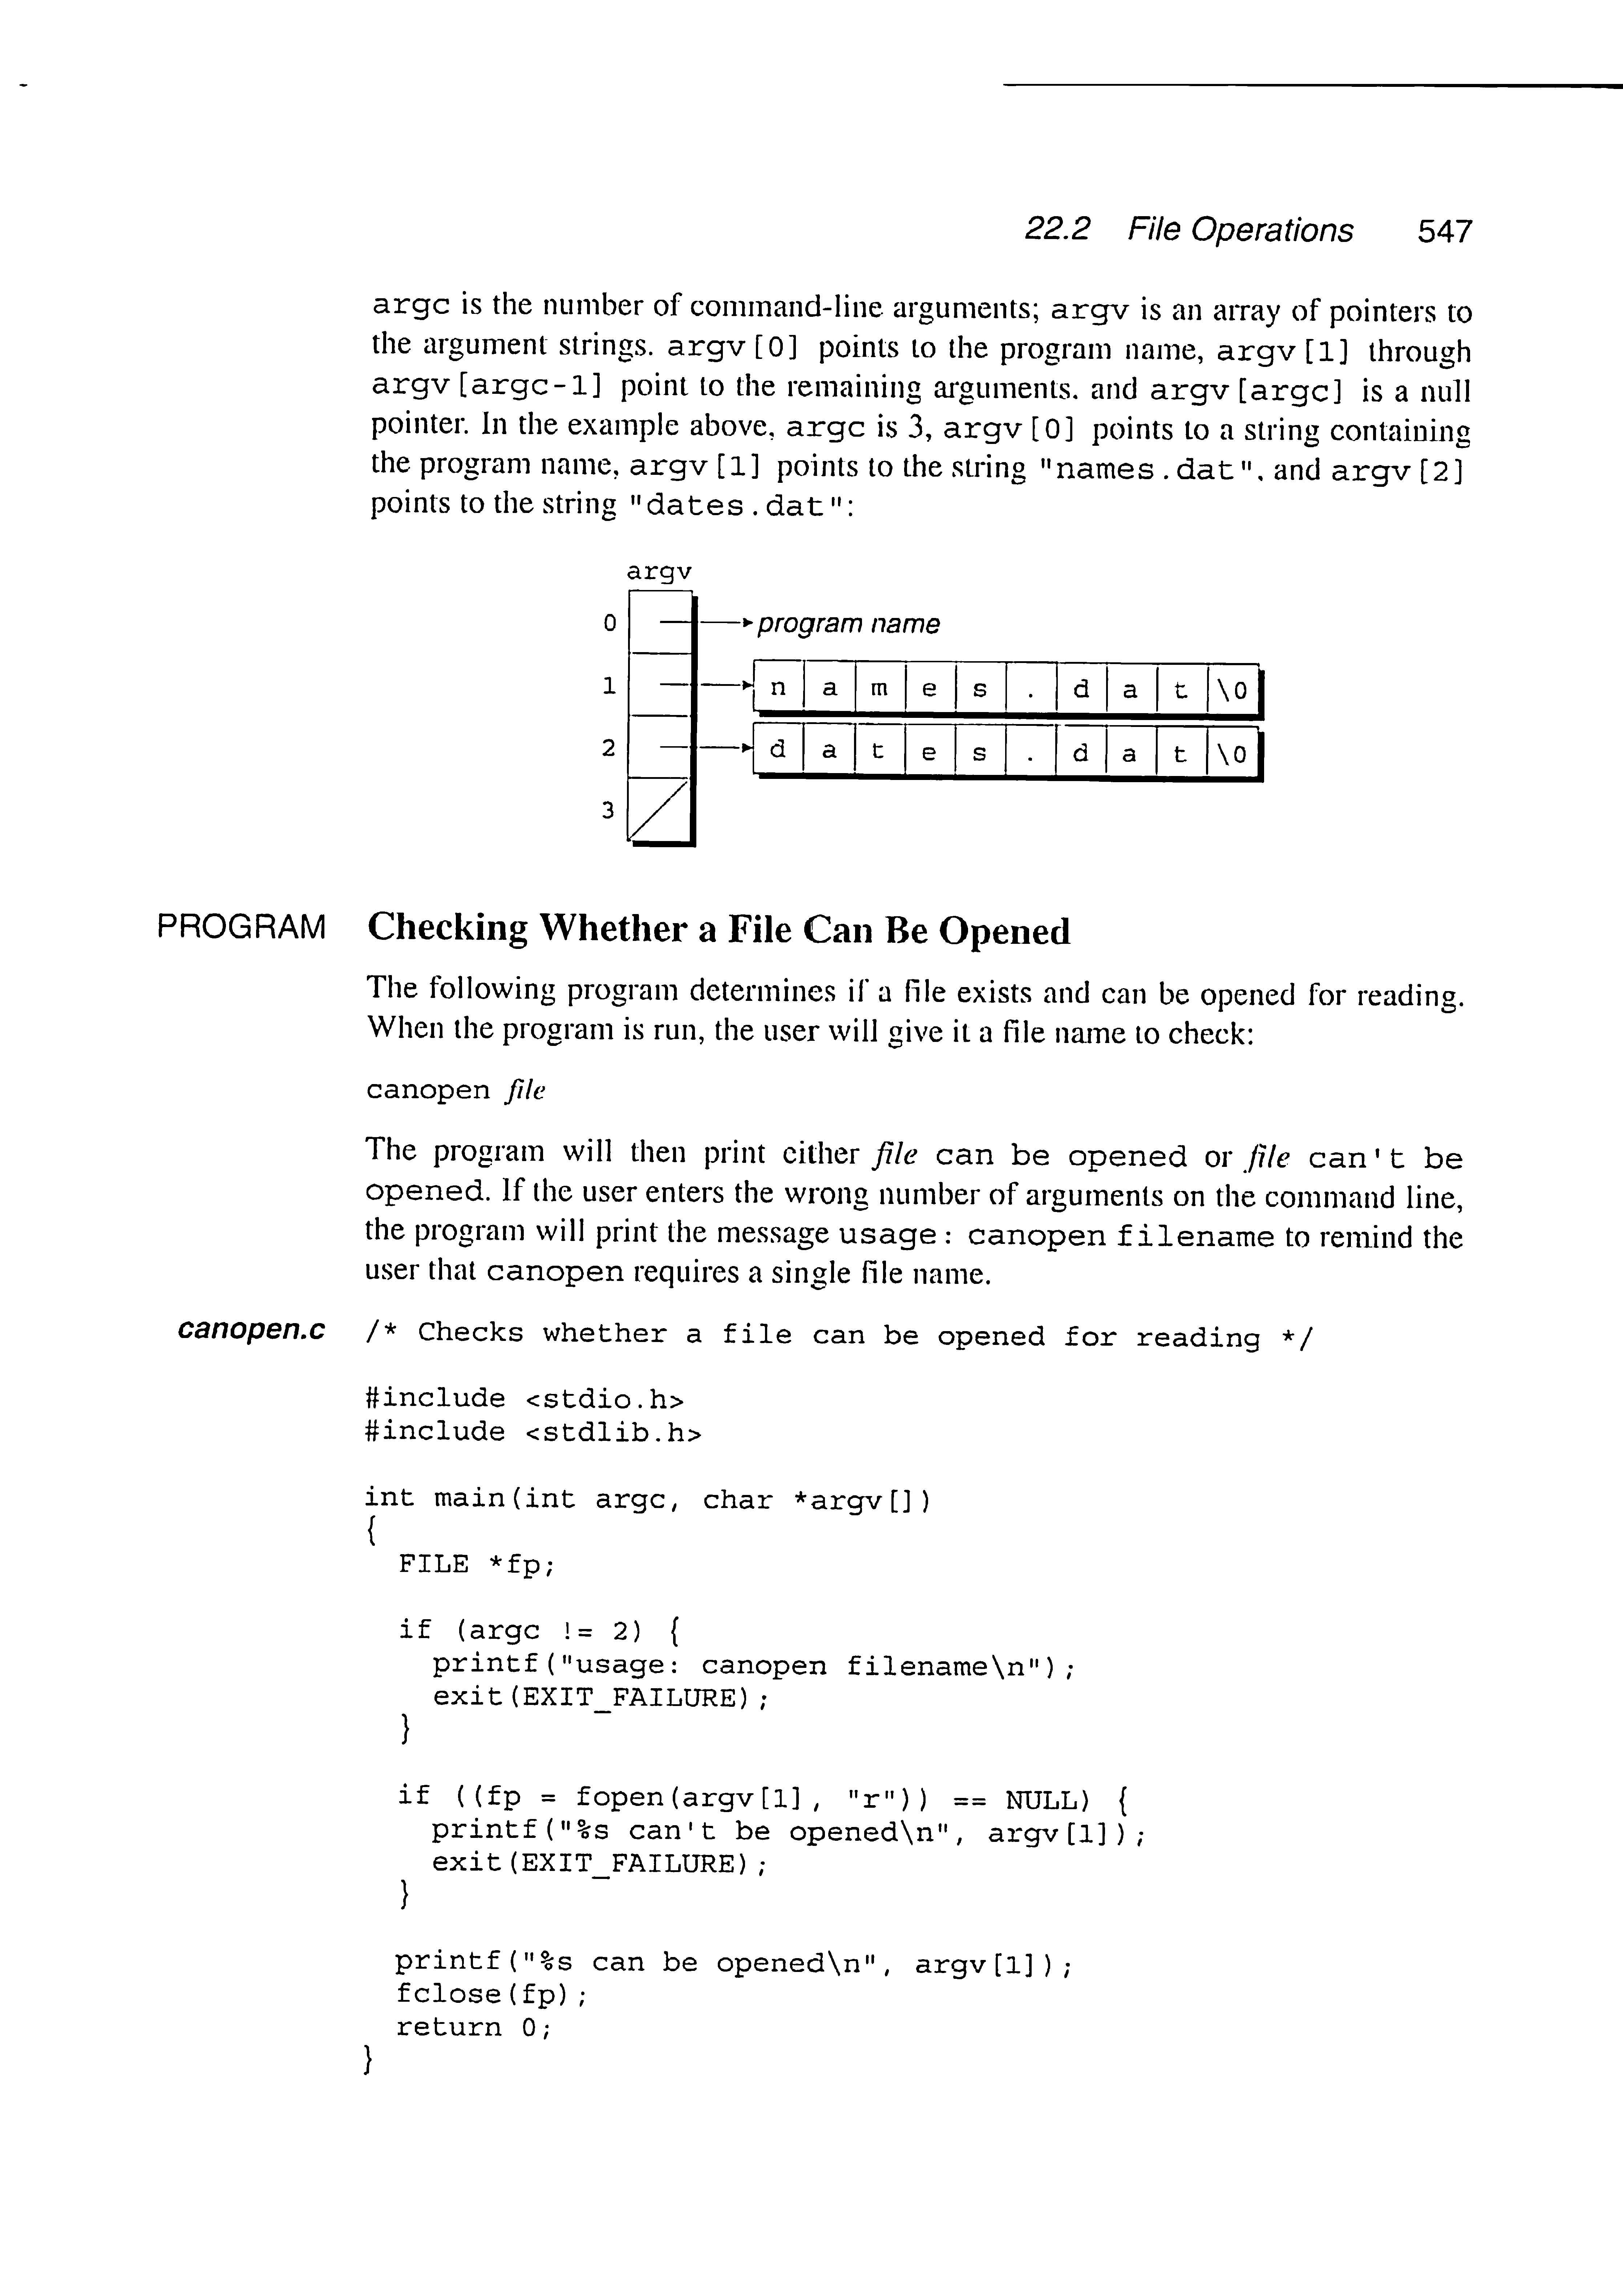 22.2 File Operations 547
argc is the number of command-line arguments; argv is an array of pointers to
the argument strings. argv[0] points to the program name, argv[1] through
argv[argc-1] point to the remaining arguments. and argv[argc] is a null
pointer. In the example above, argc is 3, argv[0] points to a string containing
the program name, argv[1] points to the string "names.dat", and argv[2]
points to the string "dates.dat":
argv
0 program name
1 n a m e s . d a t \0
2 d a t e s . d a t \0
3
PROGRAM Checking Whether a File Can Be Opened
The following program determines if a file exists and can be opened for reading.
When the program is run, the user will give it a file name to check:
canopen file
The program will then print either file can be opened or file can't be
opened. If the user enters the wrong number of arguments on the command line,
the program will print the message usage: canopen filename to remind the
user that canopen requires a single file name.
canopen.c /* Checks whether a file can be opened for reading */
#include <stdio.h>
#include <stdlib.h>
int main(int argc, char *argv[])
{
FILE *fp;
if (argc != 2) {
printf("usage: canopen filename\n");
exit(EXIT_FAILURE);
}
if ((fp = fopen(argv[1], "r")) == NULL) {
printf("%s can't be opened\n", argv[1]);
exit(EXIT_FAILURE);
}
printf("%s can be opened\n", argv[1]);
fclose(fp);
return 0;
}